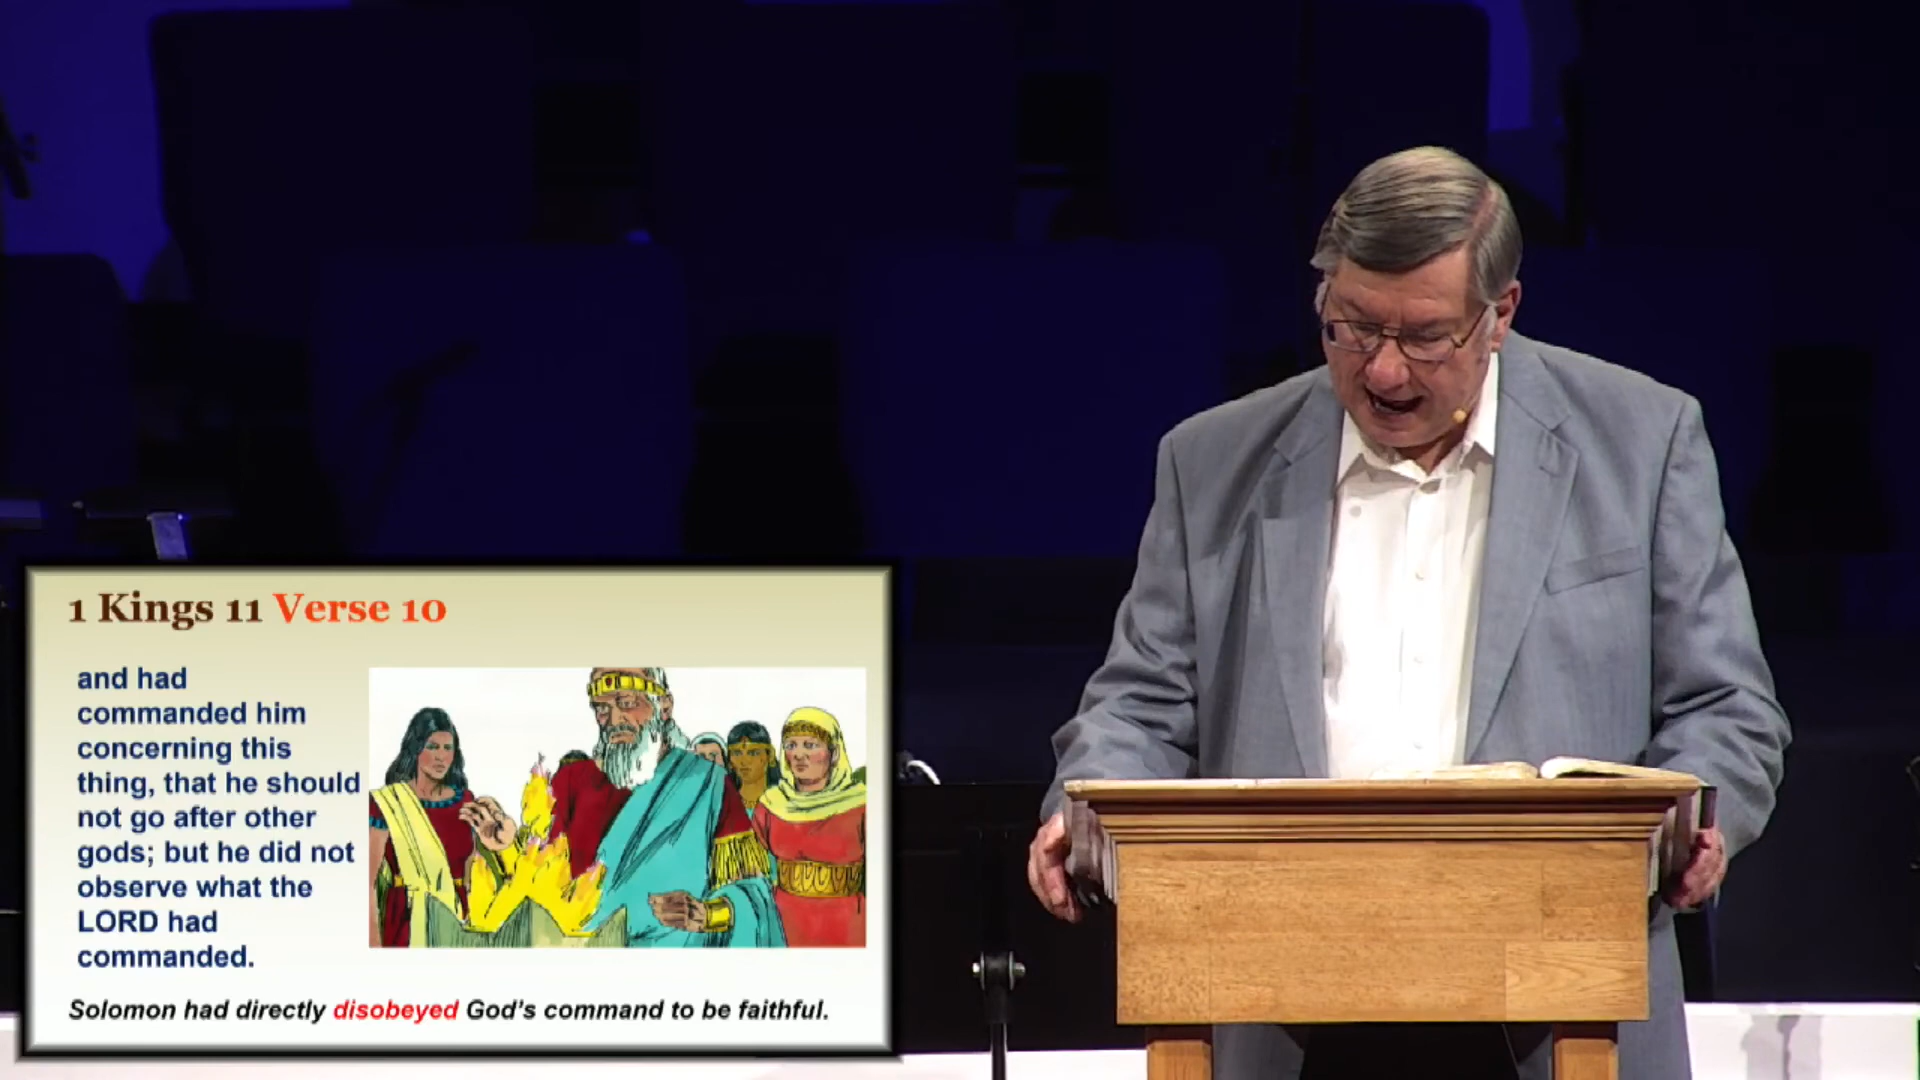 1 Kings 11 Verse 10
and had
commanded him
concerning this
thing, that he should
not go after other
gods; but he did not
observe what the
LORD had
commanded.
Solomon had directly disobeyed God's command to be faithful.